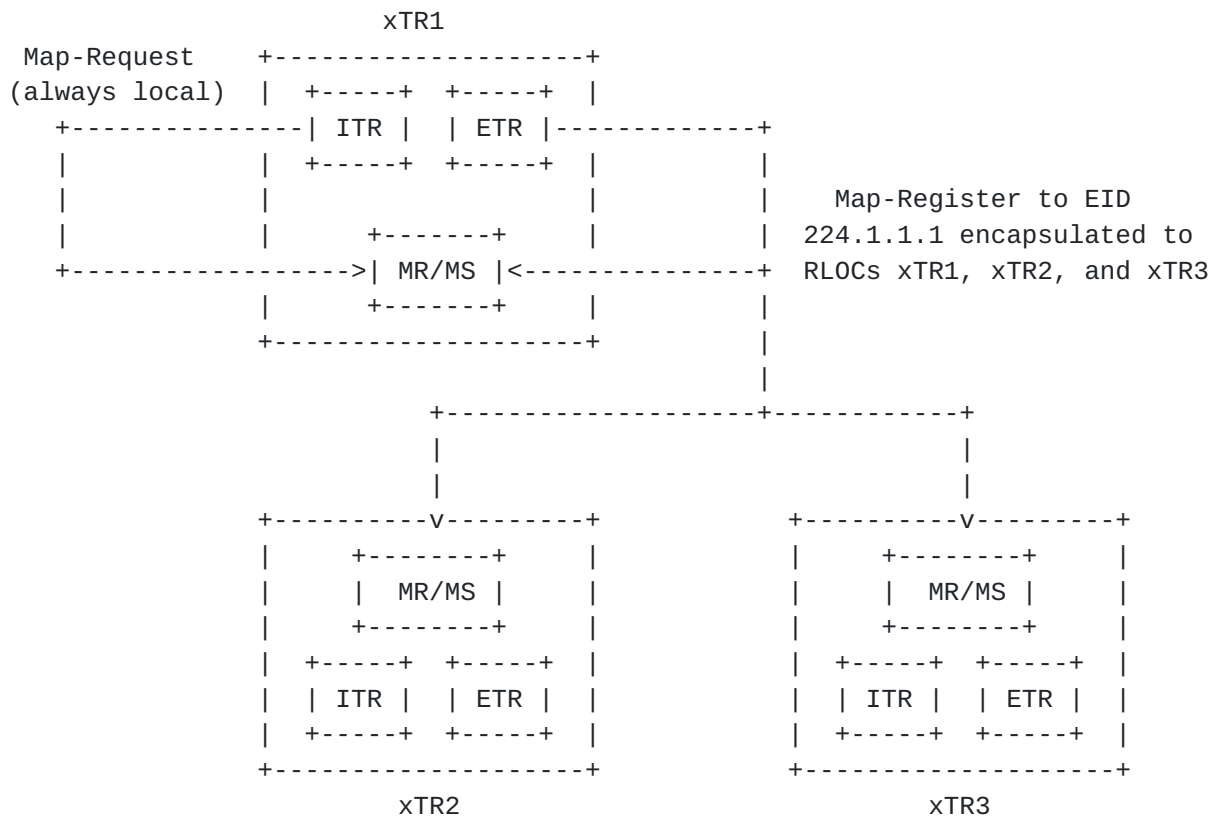 xTR1
Map-Request
(always local)
ITR ETR
Map-Register to EID
224.1.1.1 encapsulated to
MR/MS RLOCs xTR1, xTR2, and xTR3
MR/MS MR/MS
ITR ETR ITR ETR
xTR2 xTR3